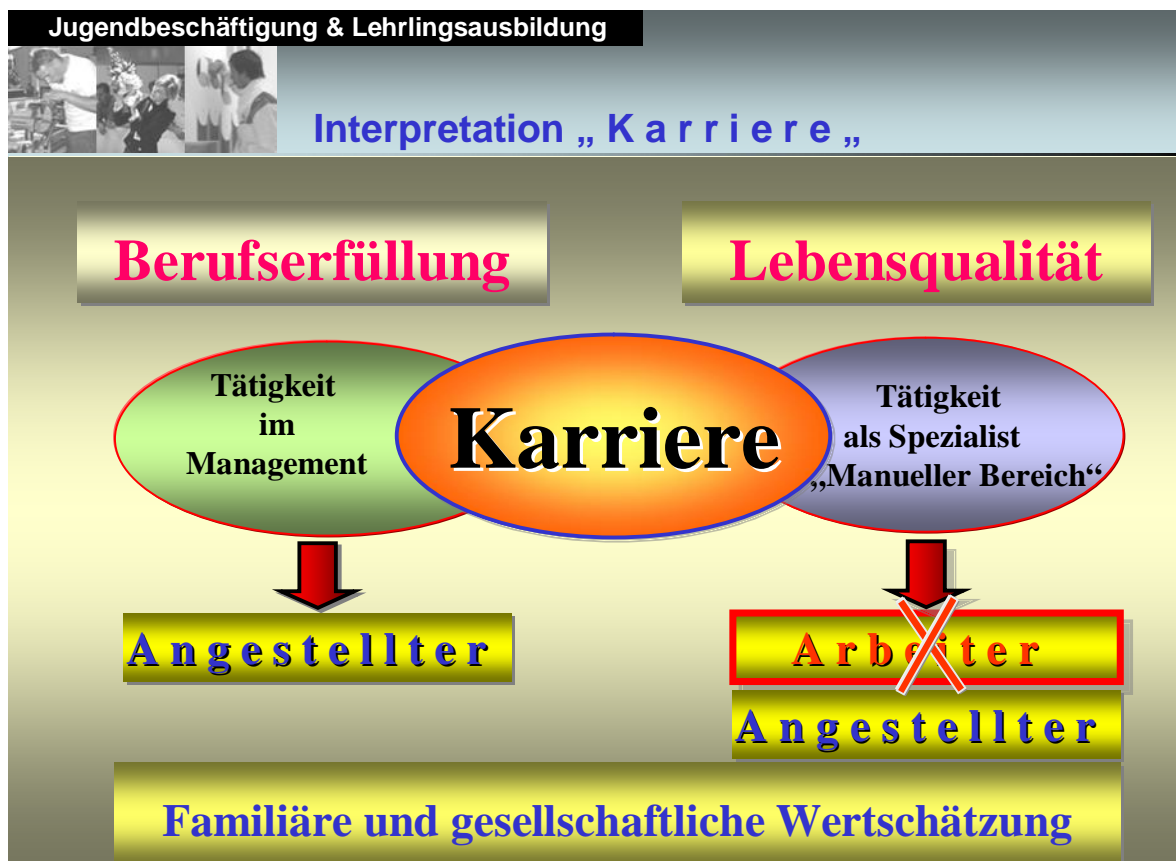 Jugendbeschäftigung & Lehrlingsausbildung
Interpretation „ K a r r i e r e „
Berufserfüllung
Lebensqualität
Tätigkeit
im
Management
Karriere
Tätigkeit
als Spezialist
„Manueller Bereich“
A n g e s t e l l t e r
A r b e i t e r
A n g e s t e l l t e r
Familiäre und gesellschaftliche Wertschätzung